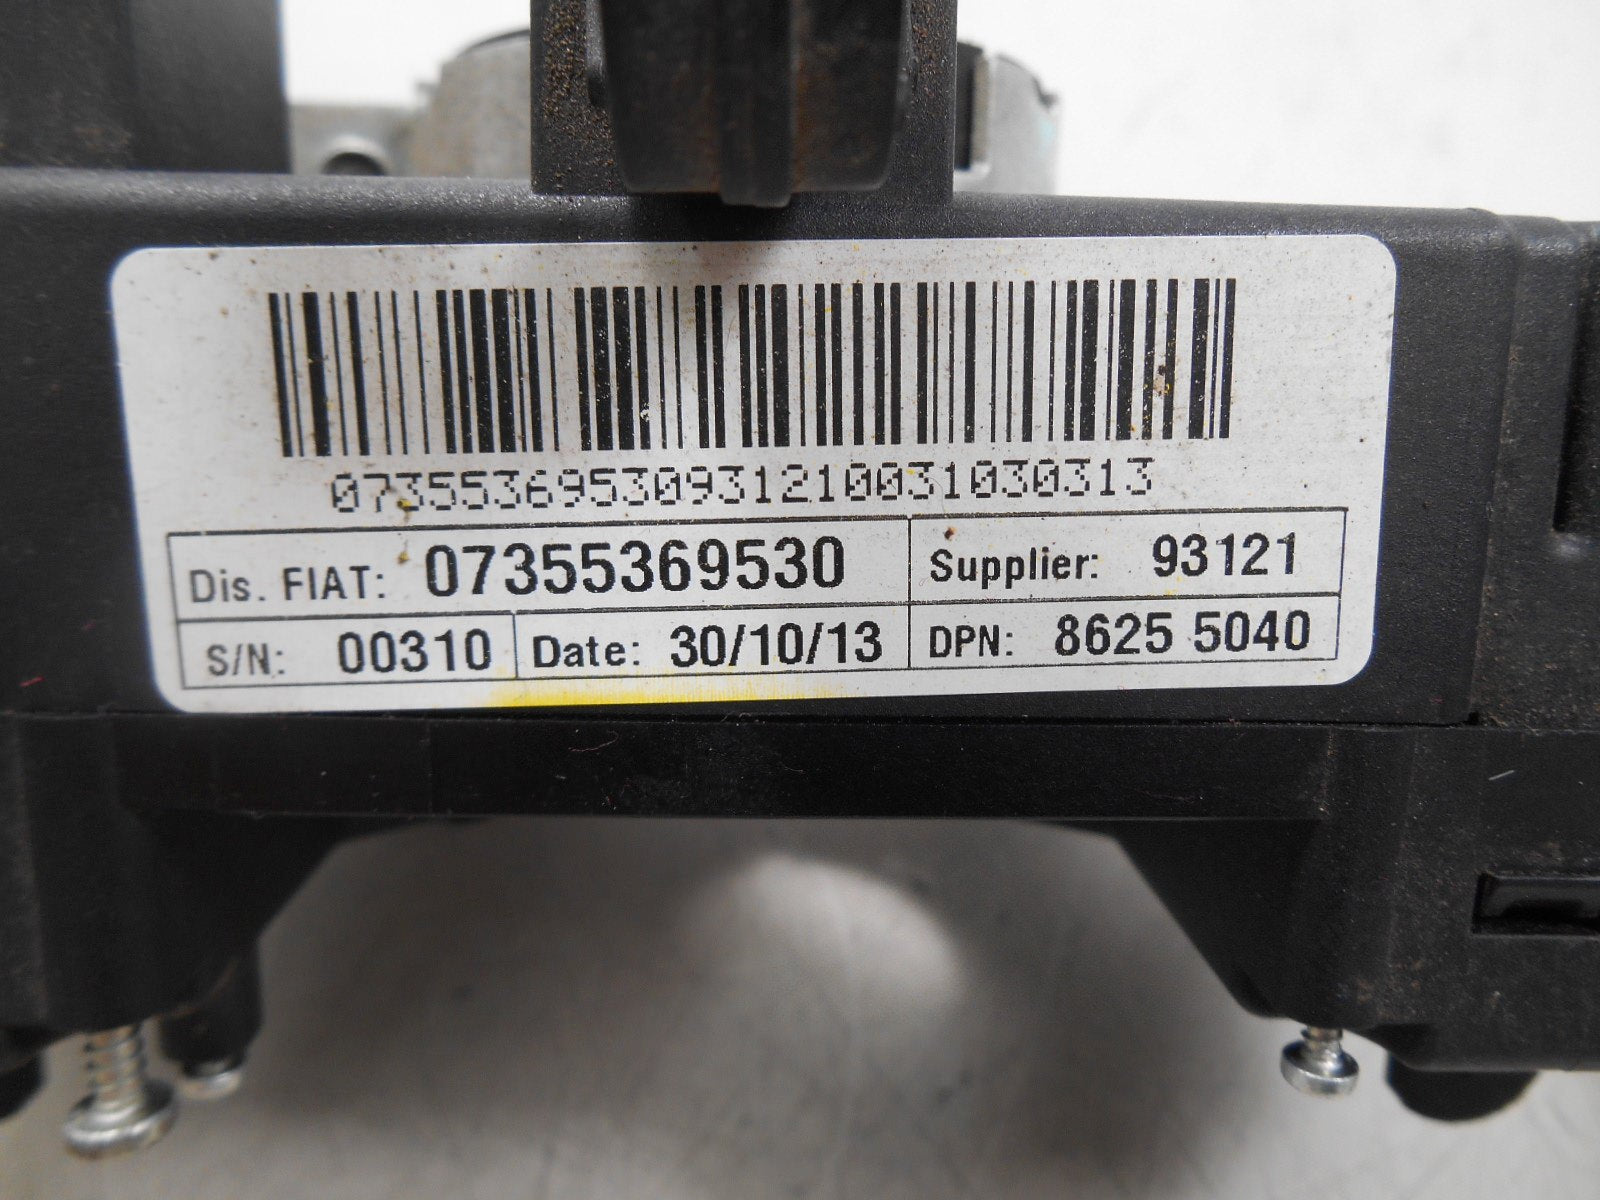 07355369530931210031030313
Dis. FIAT: 07355369530 Supplier: 93121
S/N: 00310 Date: 30/10/13 DPN: 8625 5040